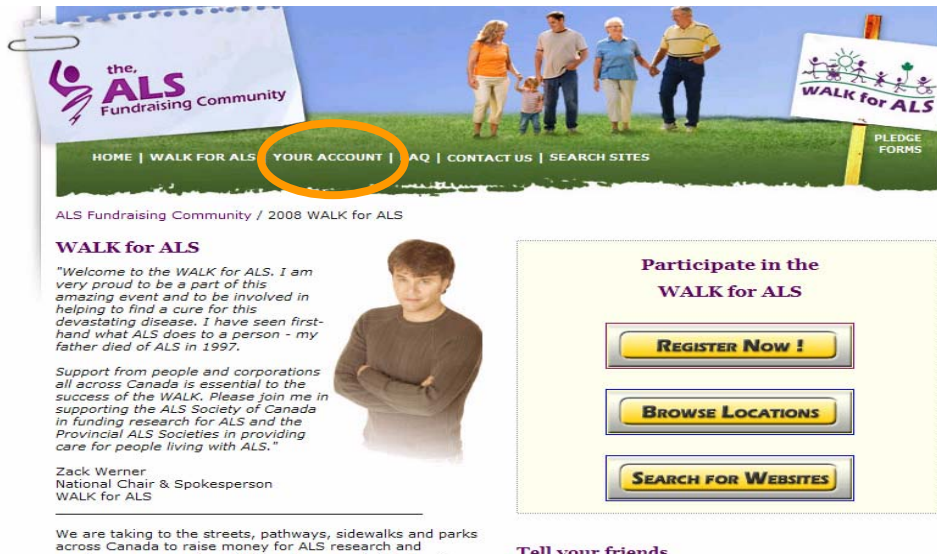 the,
ALS
Fundraising Community
WALK for ALS
PLEDGE
FORMS
HOME | WALK FOR ALS | YOUR ACCOUNT | FAQ | CONTACT US | SEARCH SITES
ALS Fundraising Community / 2008 WALK for ALS
WALK for ALS
"Welcome to the WALK for ALS. I am
very proud to be a part of this
amazing event and to be involved in
helping to find a cure for this
devastating disease. I have seen first-
hand what ALS does to a person - my
father died of ALS in 1997.
Support from people and corporations
all across Canada is essential to the
success of the WALK. Please join me in
supporting the ALS Society of Canada
in funding research for ALS and the
Provincial ALS Societies in providing
care for people living with ALS."
Zack Werner
National Chair & Spokesperson
WALK for ALS
We are taking to the streets, pathways, sidewalks and parks
across Canada to raise money for ALS research and
Participate in the
WALK for ALS
REGISTER NOW !
BROWSE LOCATIONS
SEARCH FOR WEBSITES
Tell your friends